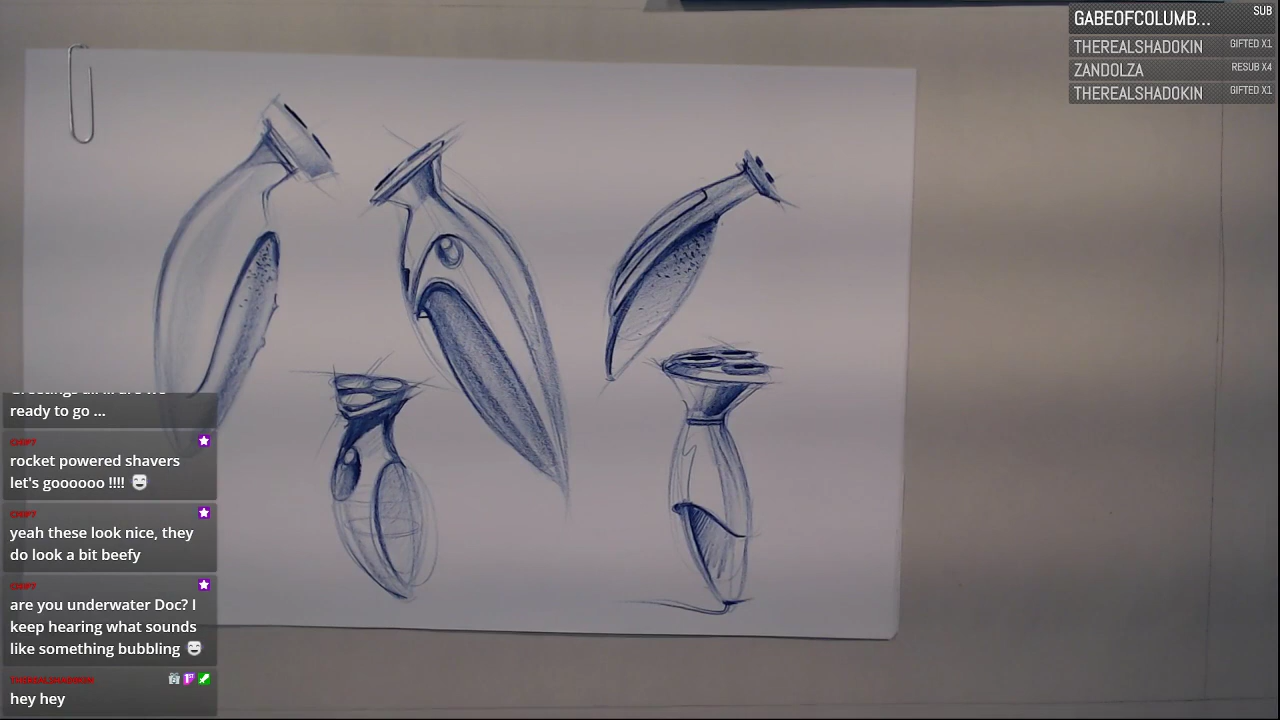 GABEOFCOLUMB... SUB
THEREALSHADOKIN GIFTED X1
ZANDOLZA RESUB X4
THEREALSHADOKIN GIFTED X1
ready to go ...
rocket powered shavers
let's goooooo !!!!
yeah these look nice, they
do look a bit beefy
are you underwater Doc? I
keep hearing what sounds
like something bubbling
hey hey